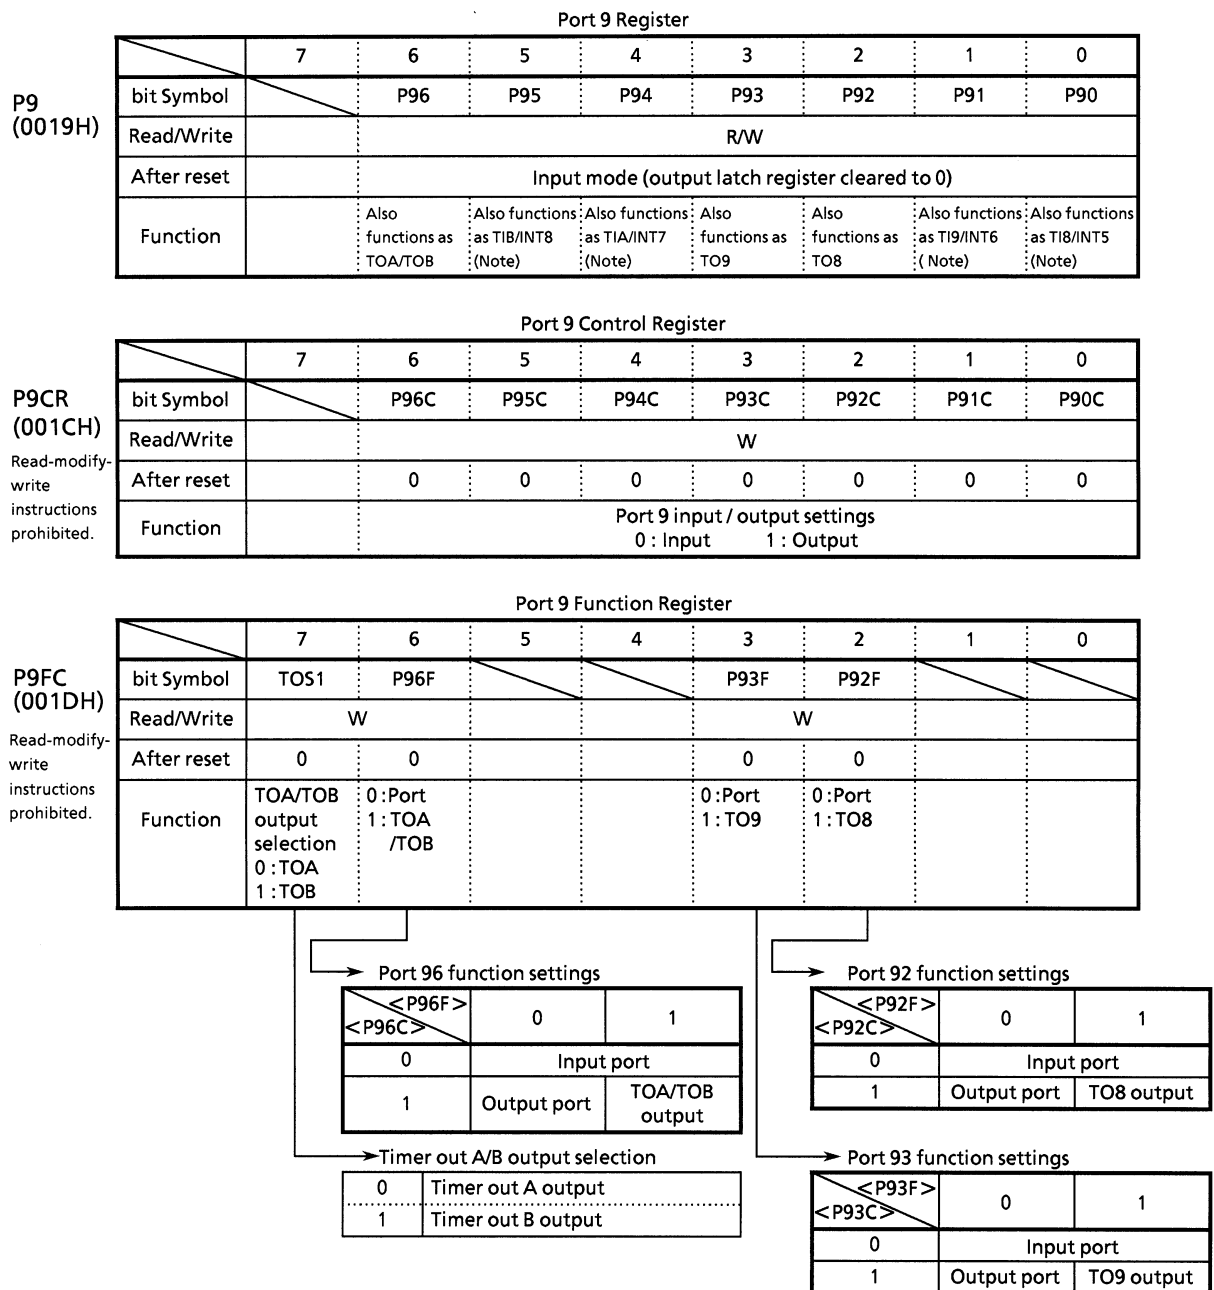 Port 9 Register
7 6 5 4 3 2 1 0
P9
(0019H)
bit Symbol P96 P95 P94 P93 P92 P91 P90
Read/Write R/W
After reset Input mode (output latch register cleared to 0)
Function
Also functions as TOA/TOB
Also functions as TIB/INT8 (Note)
Also functions as TIA/INT7 (Note)
Also functions as TO9
Also functions as TO8
Also functions as TI9/INT6 ( Note)
Also functions as TI8/INT5 (Note)
Port 9 Control Register
7 6 5 4 3 2 1 0
P9CR
(001CH)
Read-modify-
write
instructions
prohibited.
bit Symbol P96C P95C P94C P93C P92C P91C P90C
Read/Write W
After reset 0 0 0 0 0 0 0
Function
Port 9 input / output settings
0 : Input 1 : Output
Port 9 Function Register
7 6 5 4 3 2 1 0
P9FC
(001DH)
Read-modify-
write
instructions
prohibited.
bit Symbol TOS1 P96F P93F P92F
Read/Write W W
After reset 0 0 0 0
Function
TOA/TOB
output
selection
0 : TOA
1 : TOB
0 : Port
1 : TOA
/TOB
0 : Port
1 : TO9
0 : Port
1 : TO8
Port 96 function settings
<P96F>
<P96C>
0 1
0 Input port
1 Output port TOA/TOB output
Timer out A/B output selection
0 Timer out A output
1 Timer out B output
Port 92 function settings
<P92F>
<P92C>
0 1
0 Input port
1 Output port TO8 output
Port 93 function settings
<P93F>
<P93C>
0 1
0 Input port
1 Output port TO9 output